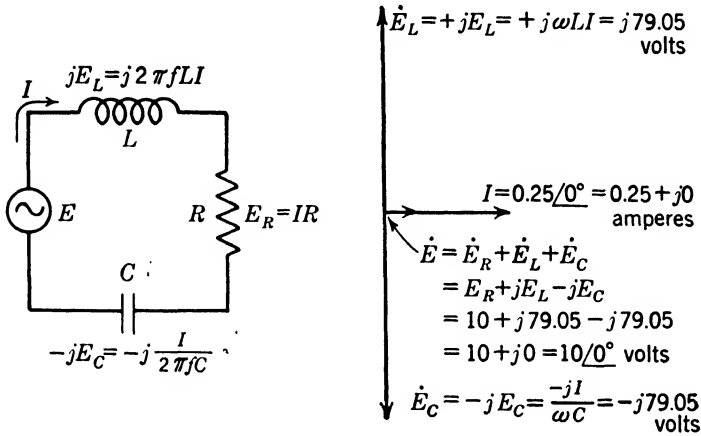 jE_L=j2πfLI
I
L
E
R
E_R=IR
C
-jE_C=-j I/2πfC
Ė_L=+jE_L=+jωLI=j79.05
volts
I=0.25/0°=0.25+j0
amperes
Ė=Ė_R+Ė_L+Ė_C
=E_R+jE_L-jE_C
=10+j79.05-j79.05
=10+j0=10/0° volts
Ė_C=-jE_C=-jI/ωC=-j79.05
volts